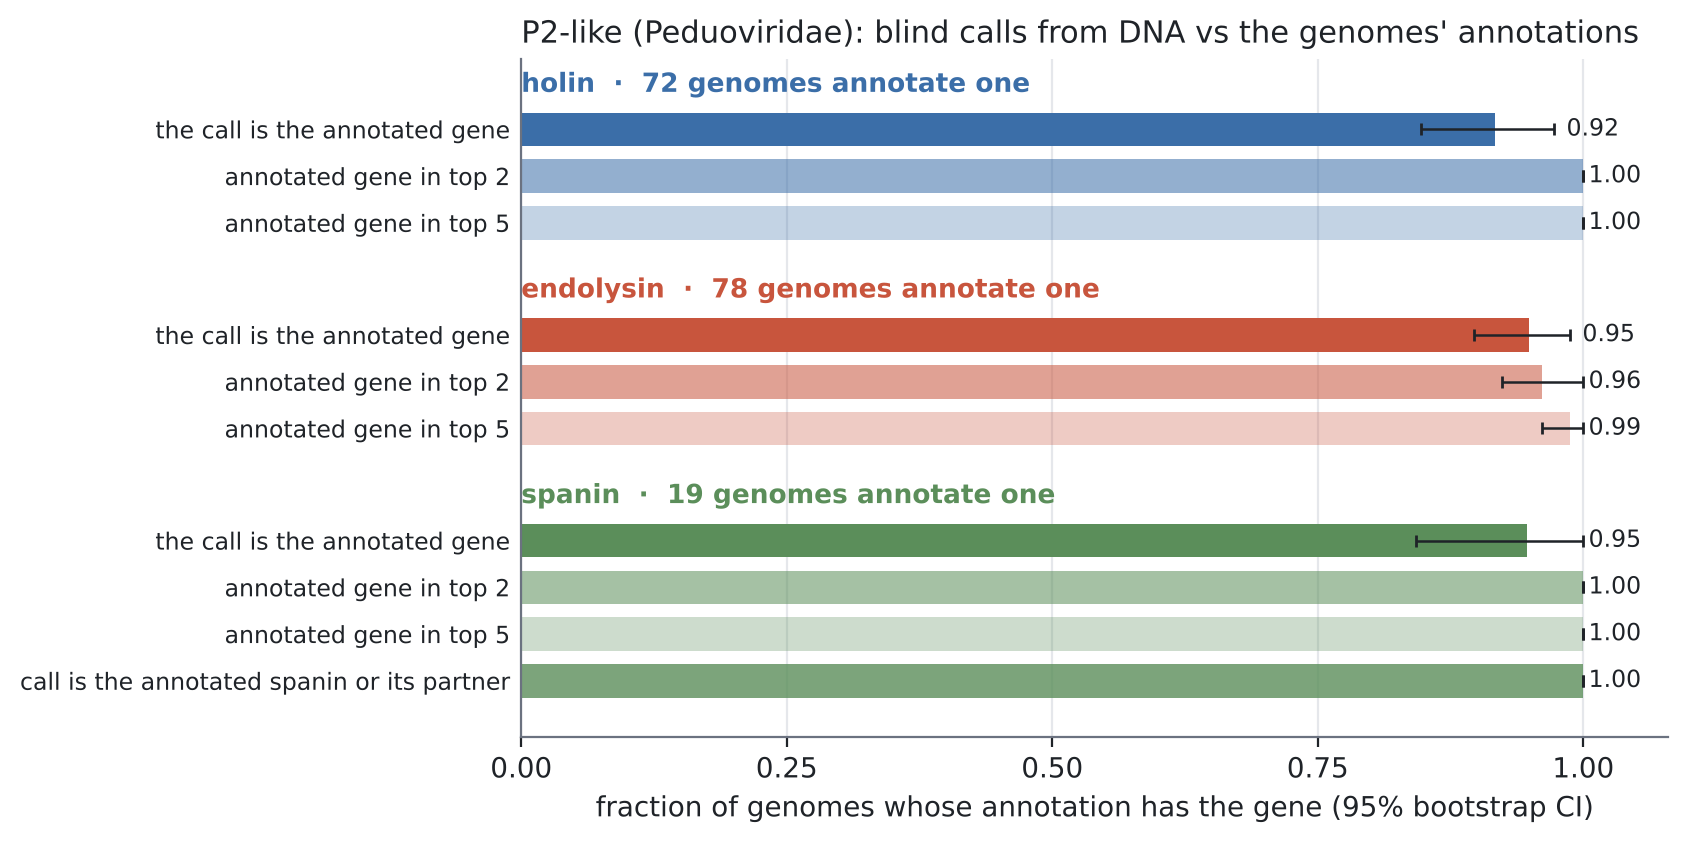 P2-like (Peduoviridae): blind calls from DNA vs the genomes' annotations
holin · 72 genomes annotate one
the call is the annotated gene 0.92
annotated gene in top 2 1.00
annotated gene in top 5 1.00
endolysin · 78 genomes annotate one
the call is the annotated gene 0.95
annotated gene in top 2 0.96
annotated gene in top 5 0.99
spanin · 19 genomes annotate one
the call is the annotated gene 0.95
annotated gene in top 2 1.00
annotated gene in top 5 1.00
call is the annotated spanin or its partner 1.00
0.00 0.25 0.50 0.75 1.00
fraction of genomes whose annotation has the gene (95% bootstrap CI)